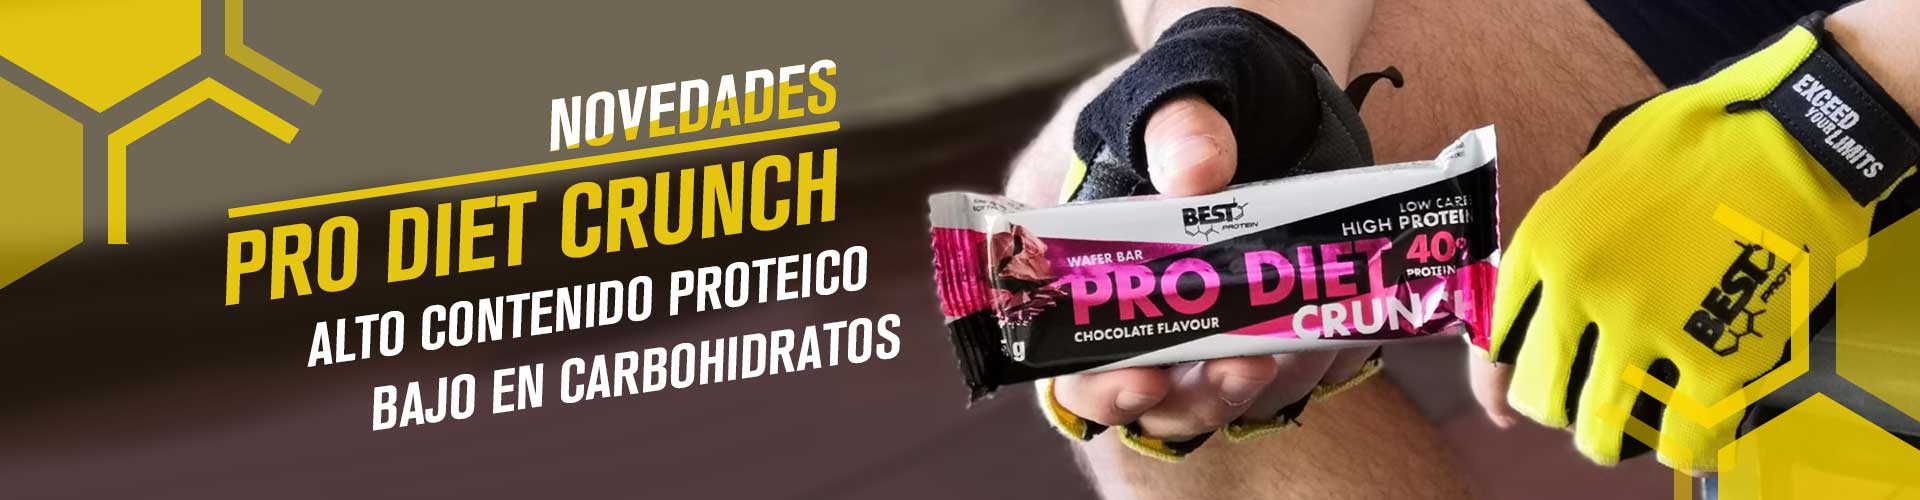 NOVEDADES
PRO DIET CRUNCH
ALTO CONTENIDO PROTEICO
BAJO EN CARBOHIDRATOS
BEST
PROTEIN
LOW CARB
HIGH PROTEIN
40%
PROTEIN
WAFER BAR
PRO DIET
CRUNCH
CHOCOLATE FLAVOUR
EXCEED
YOUR LIMITS
BEST
PROTEIN